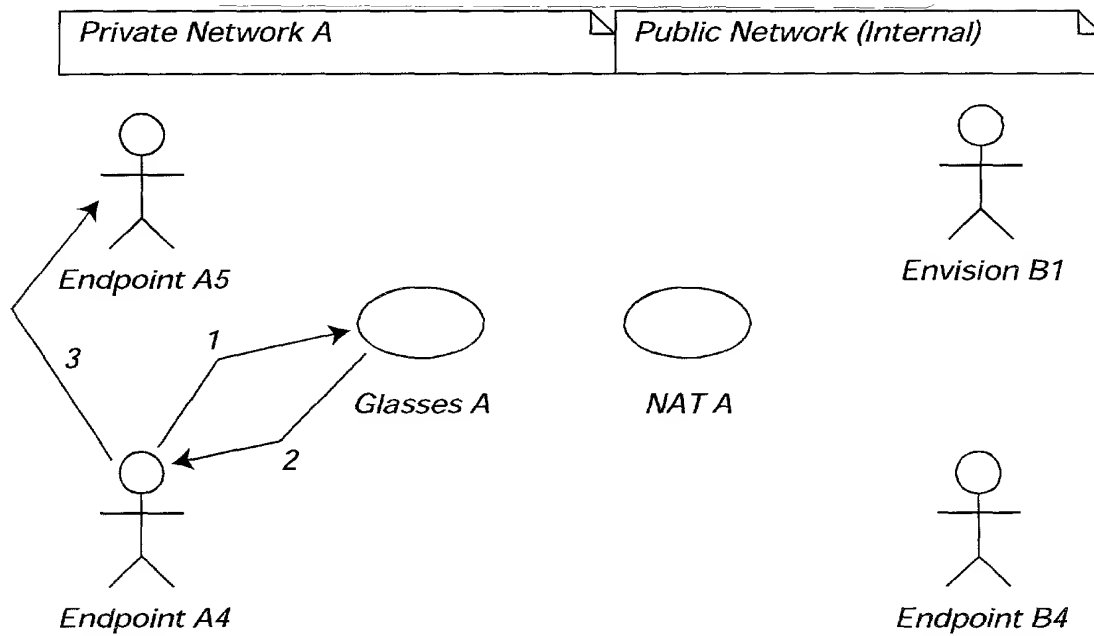 Private Network A
Public Network (Internal)
Endpoint A5
Envision B1
1
3
Glasses A
NAT A
2
Endpoint A4
Endpoint B4